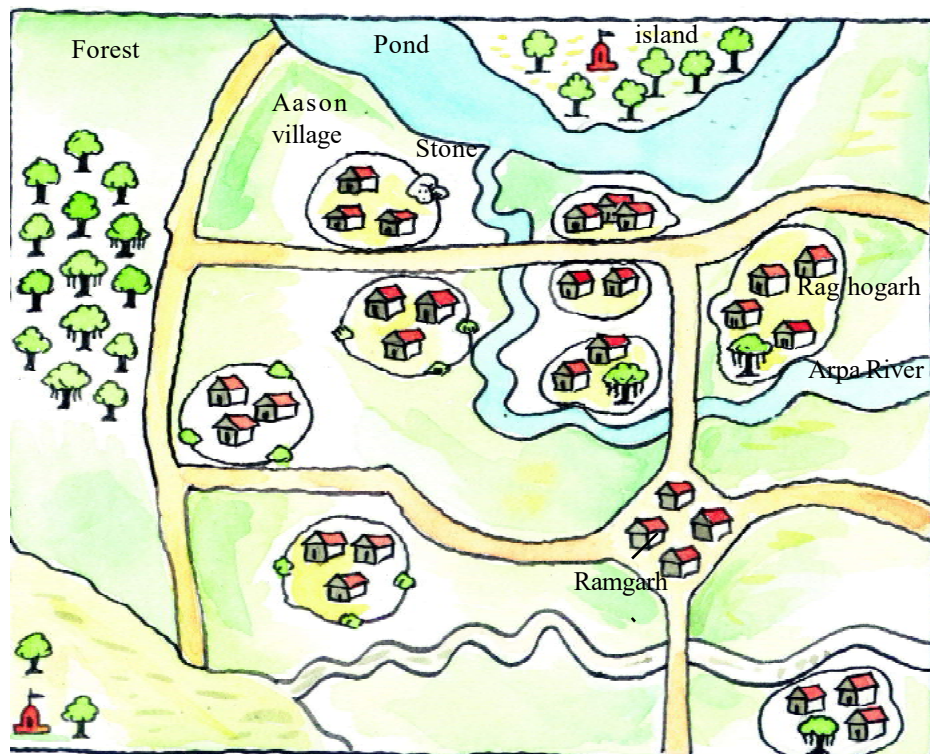 Forest
Pond
island
Aason
village
Stone
Rag hogarh
Arpa River
Ramgarh